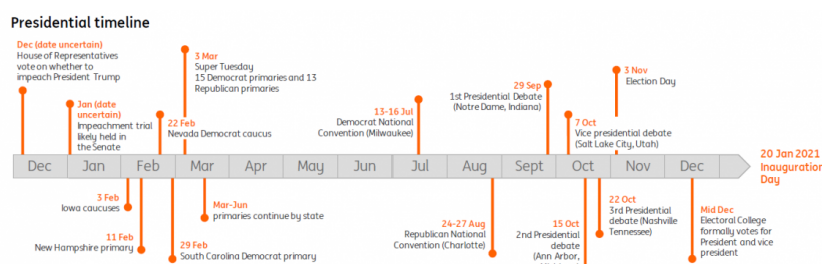 Presidential timeline
Dec (date uncertain)
House of Representatives
vote on whether to
impeach President Trump
Jan (date
uncertain)
Impeachment trial
likely held in
the Senate
22 Feb
Nevada Democrat caucus
3 Mar
Super Tuesday
15 Democrat primaries and 13
Republican primaries
13-16 Jul
Democrat National
Convention (Milwaukee)
29 Sep
1st Presidential Debate
(Notre Dame, Indiana)
7 Oct
Vice presidential debate
(Salt Lake City, Utah)
3 Nov
Election Day
Dec Jan Feb Mar Apr May Jun Jul Aug Sept Oct Nov Dec
20 Jan 2021
Inauguration
Day
3 Feb
Iowa caucuses
11 Feb
New Hampshire primary
29 Feb
South Carolina Democrat primary
Mar-Jun
primaries continue by state
24-27 Aug
Republican National
Convention (Charlotte)
15 Oct
2nd Presidential
debate
(Ann Arbor,
22 Oct
3rd Presidential
debate (Nashville
Tennessee)
Mid Dec
Electoral College
formally votes for
President and vice
president